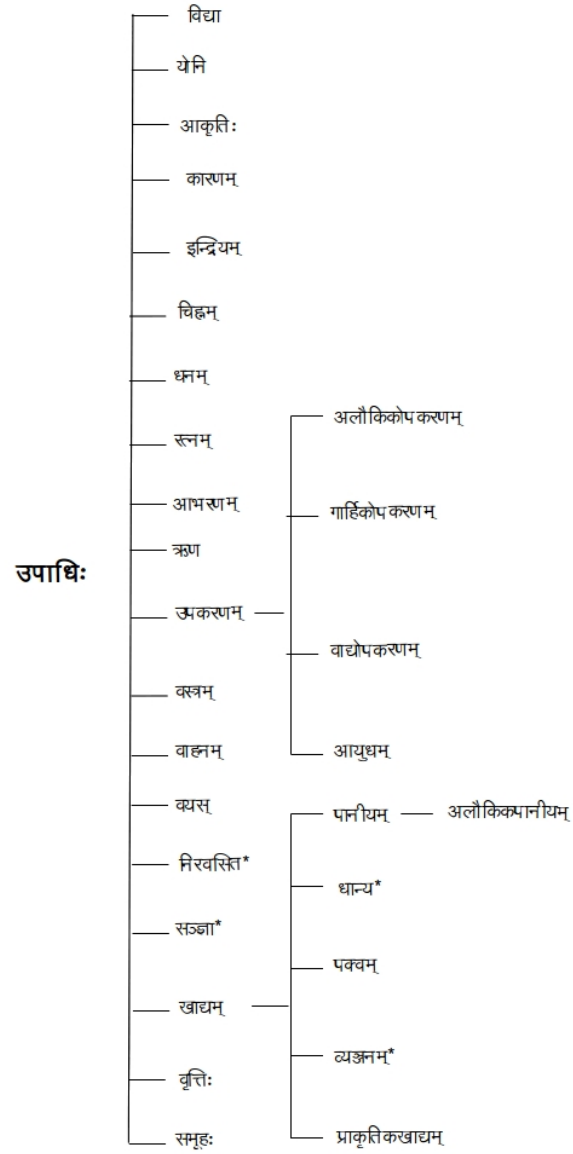 उपाधिः
विद्या
योनि
आकृतिः
कारणम्
इन्द्रियम्
चिह्नम्
धनम्
रत्नम्
आभरणम्
ऋण
उपकरणम्
अलौकिकोपकरणम्
गार्हिकोपकरणम्
वाद्योपकरणम्
आयुधम्
वस्त्रम्
वाहनम्
वयस्
निरवसित*
सञ्ज्ञा*
खाद्यम्
पानीयम्
अलौकिकपानीयम्
धान्य*
पक्वम्
व्यञ्जनम्*
प्राकृतिकखाद्यम्
वृत्तिः
समूहः